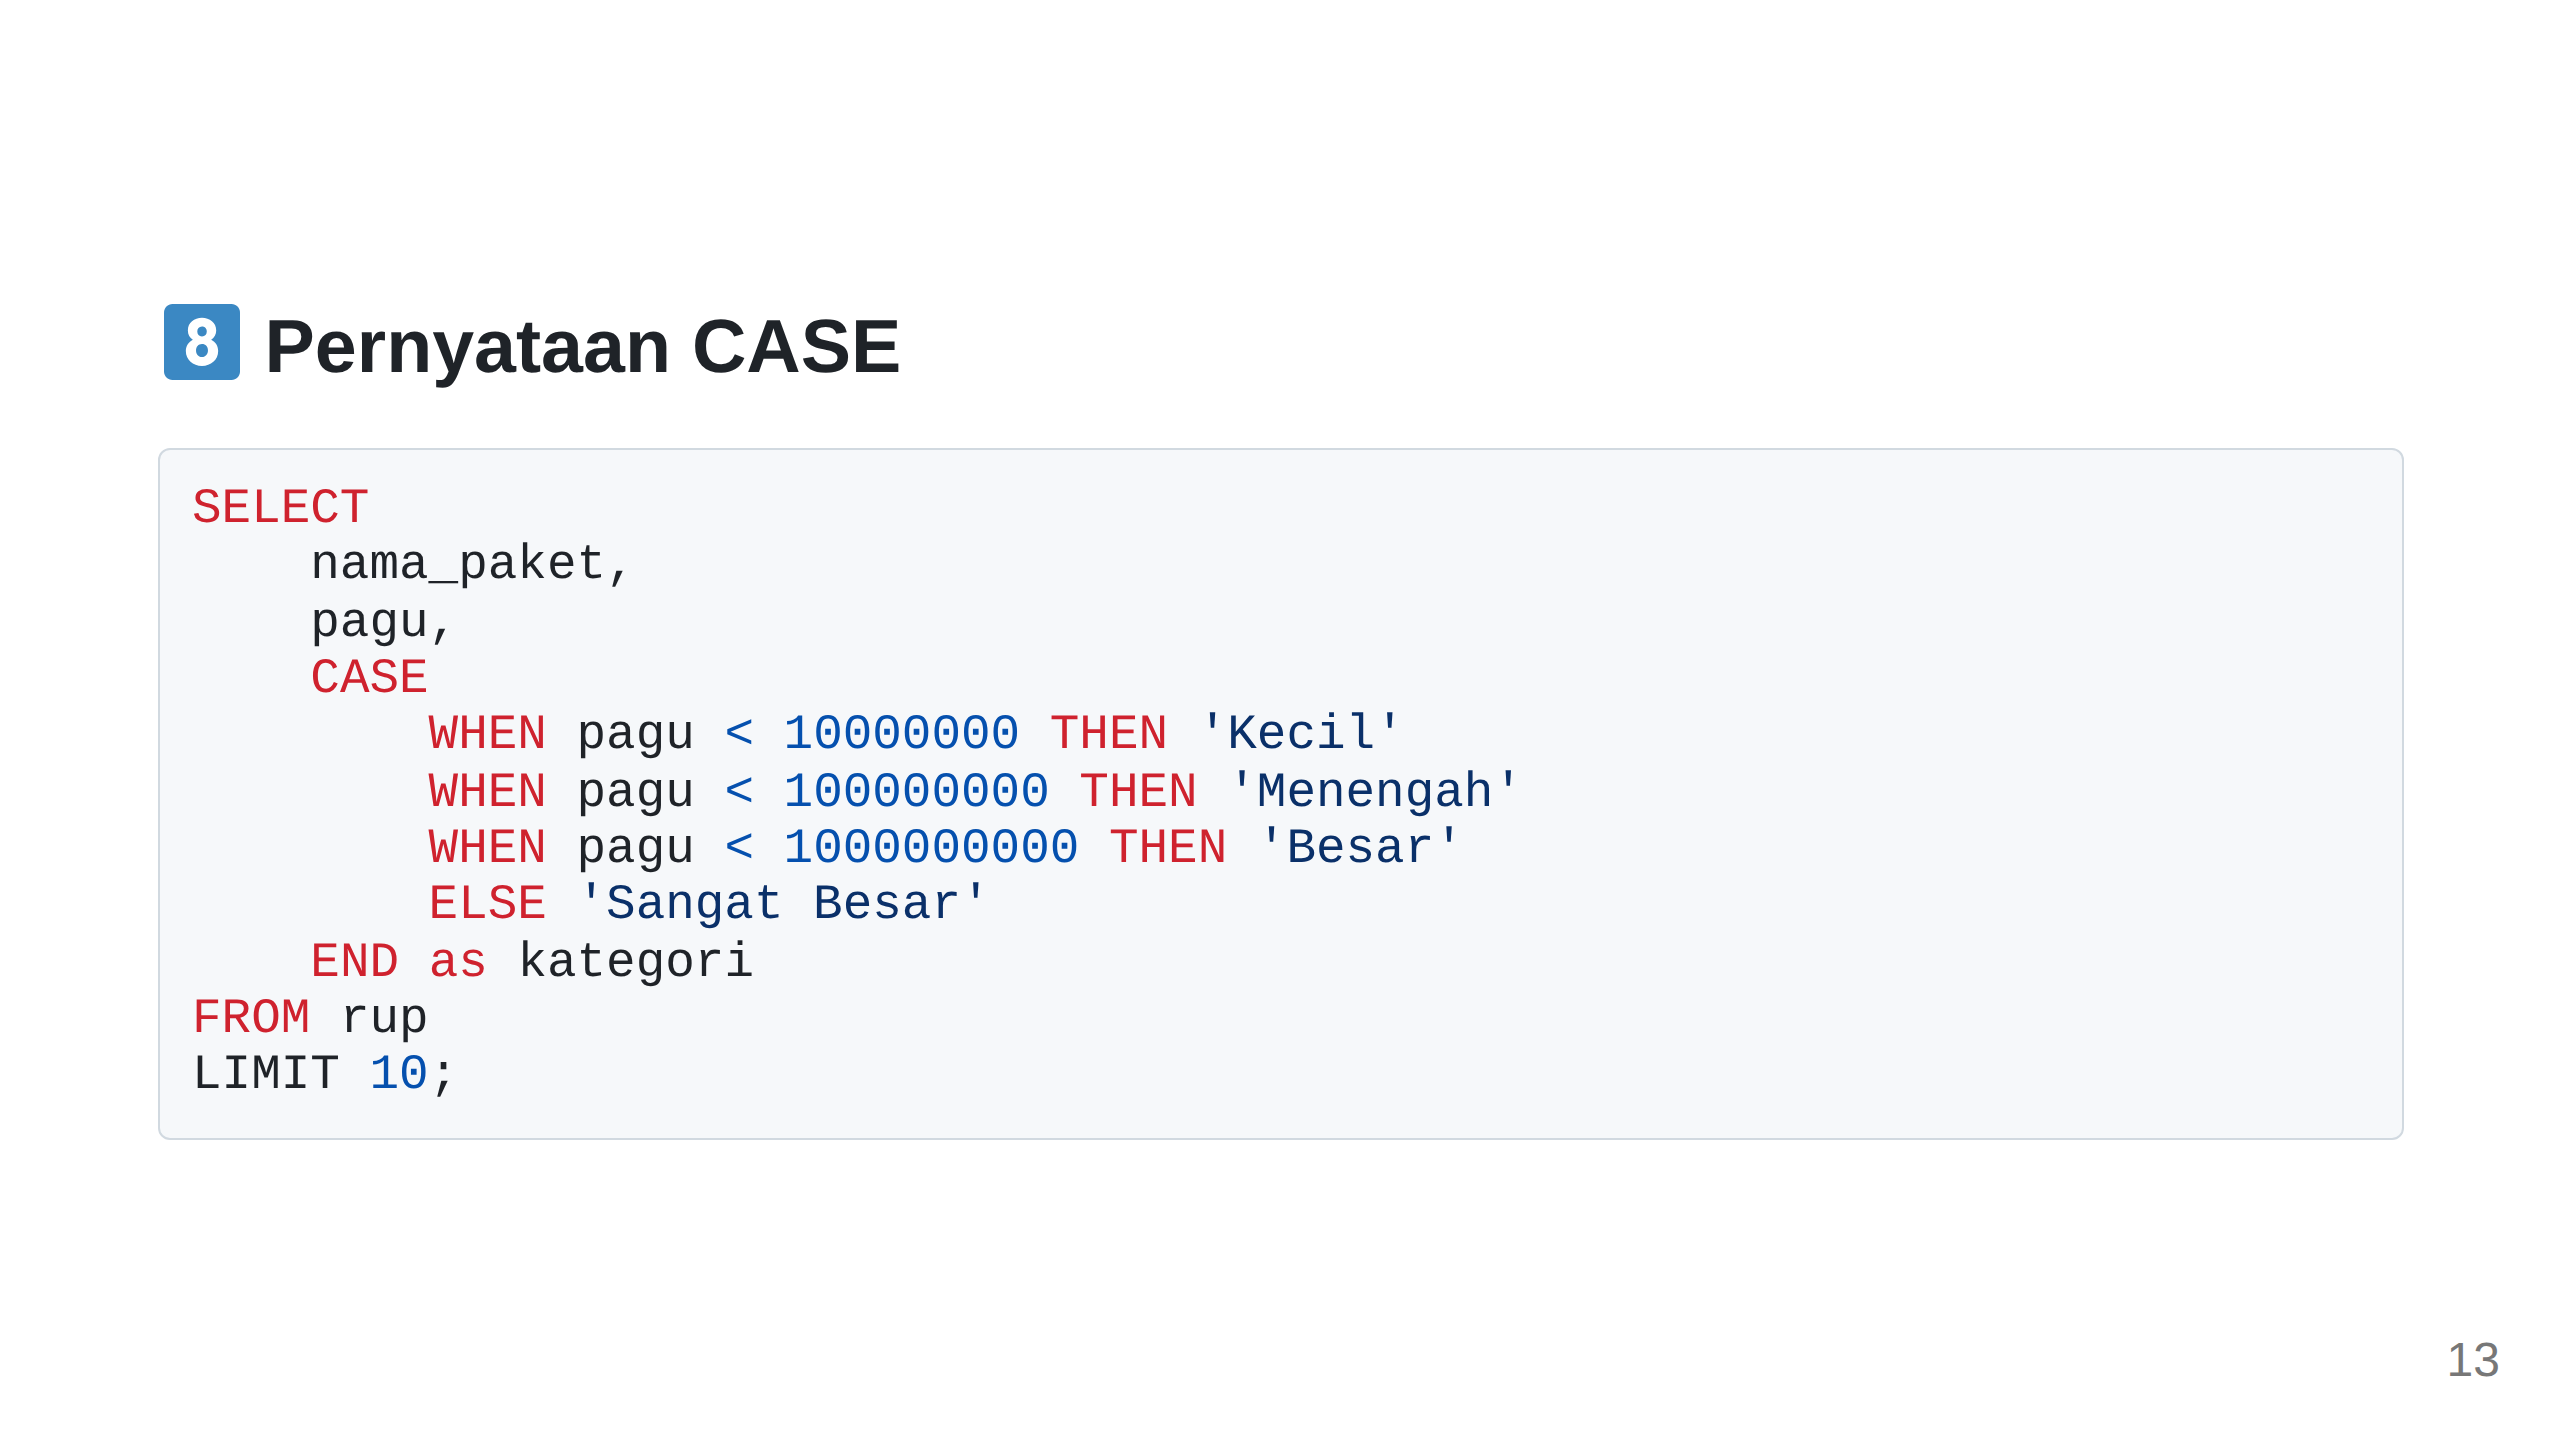 8 Pernyataan CASE
SELECT
    nama_paket,
    pagu,
    CASE
        WHEN pagu < 10000000 THEN 'Kecil'
        WHEN pagu < 100000000 THEN 'Menengah'
        WHEN pagu < 1000000000 THEN 'Besar'
        ELSE 'Sangat Besar'
    END as kategori
FROM rup
LIMIT 10;
13